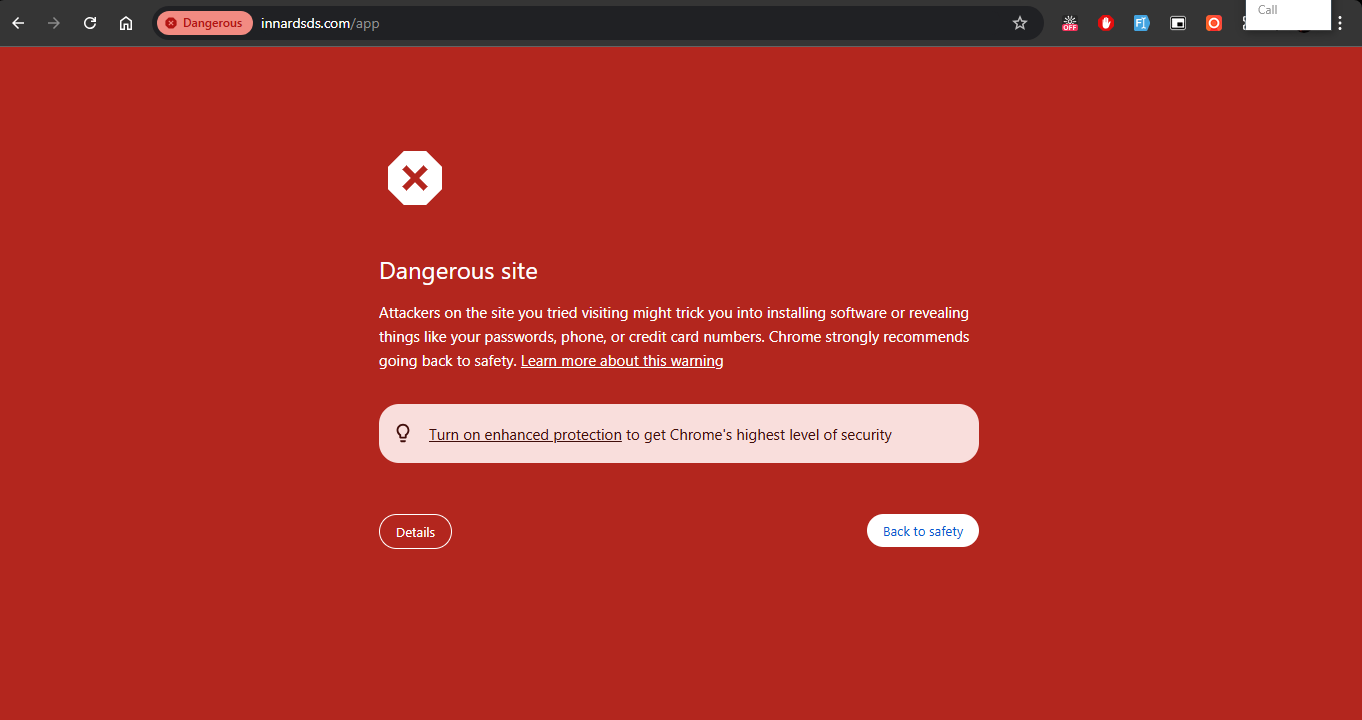 Dangerous innardsds.com/app
OFF
Call
Dangerous site
Attackers on the site you tried visiting might trick you into installing software or revealing
things like your passwords, phone, or credit card numbers. Chrome strongly recommends
going back to safety. Learn more about this warning
Turn on enhanced protection to get Chrome's highest level of security
Details
Back to safety